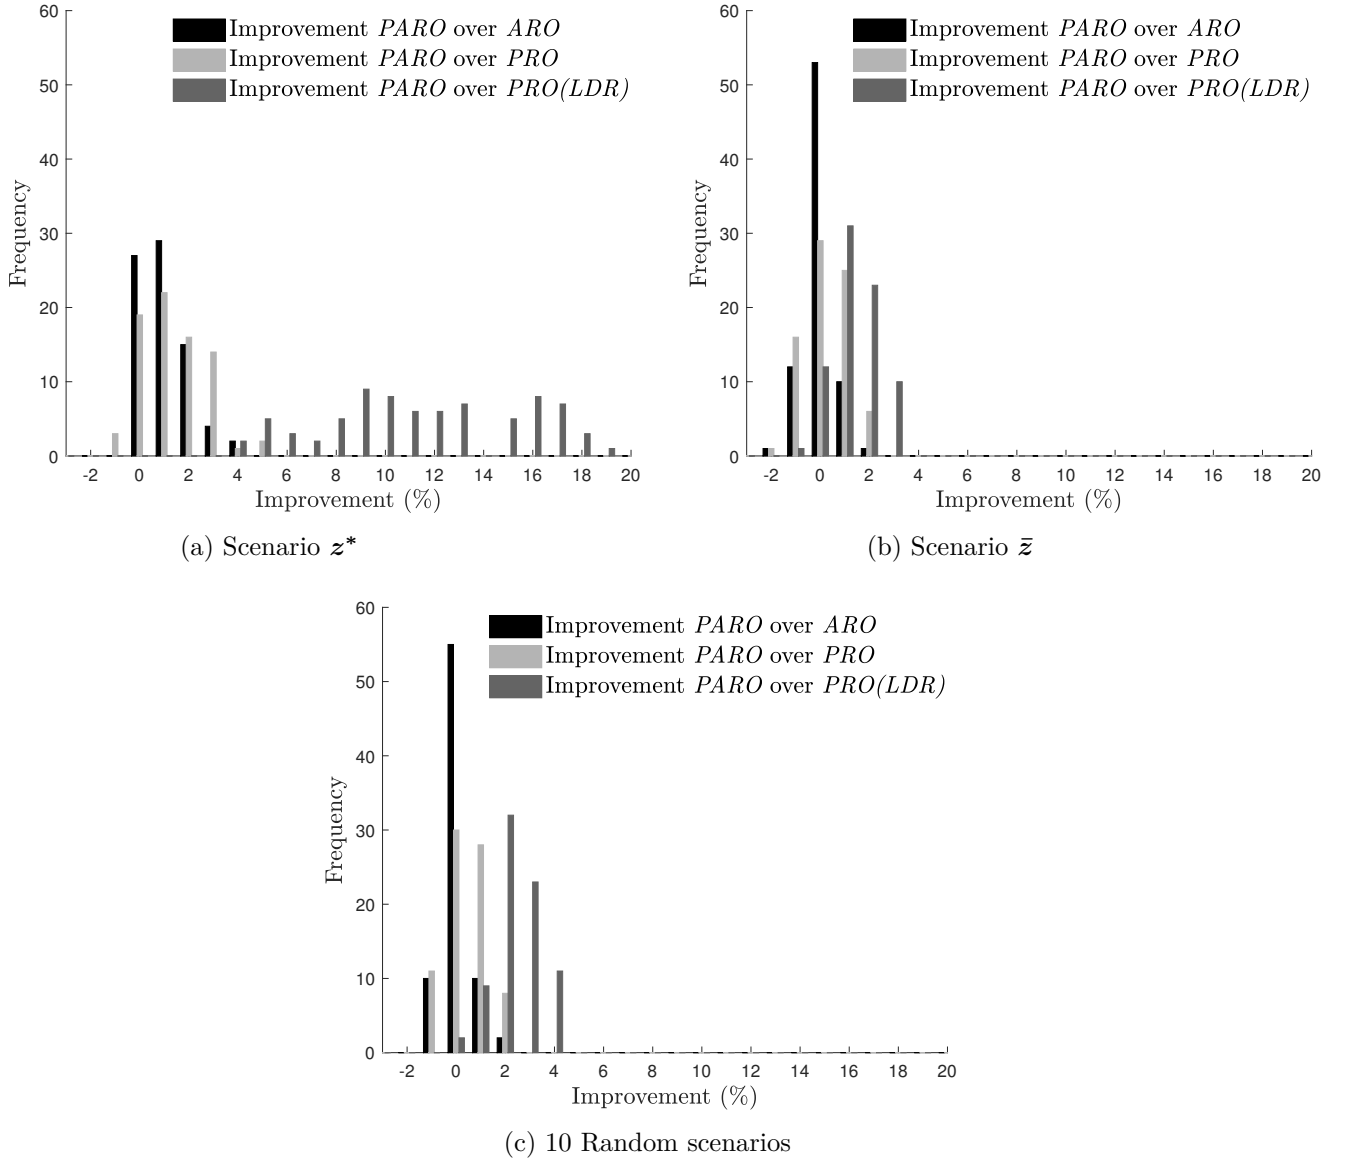 60
50
40
30
20
10
0
Frequency
Improvement PARO over ARO
Improvement PARO over PRO
Improvement PARO over PRO(LDR)
-2 0 2 4 6 8 10 12 14 16 18 20
Improvement (%)
(a) Scenario z*
60
50
40
30
20
10
0
Frequency
Improvement PARO over ARO
Improvement PARO over PRO
Improvement PARO over PRO(LDR)
-2 0 2 4 6 8 10 12 14 16 18 20
Improvement (%)
(b) Scenario z̄
60
50
40
30
20
10
0
Frequency
Improvement PARO over ARO
Improvement PARO over PRO
Improvement PARO over PRO(LDR)
-2 0 2 4 6 8 10 12 14 16 18 20
Improvement (%)
(c) 10 Random scenarios